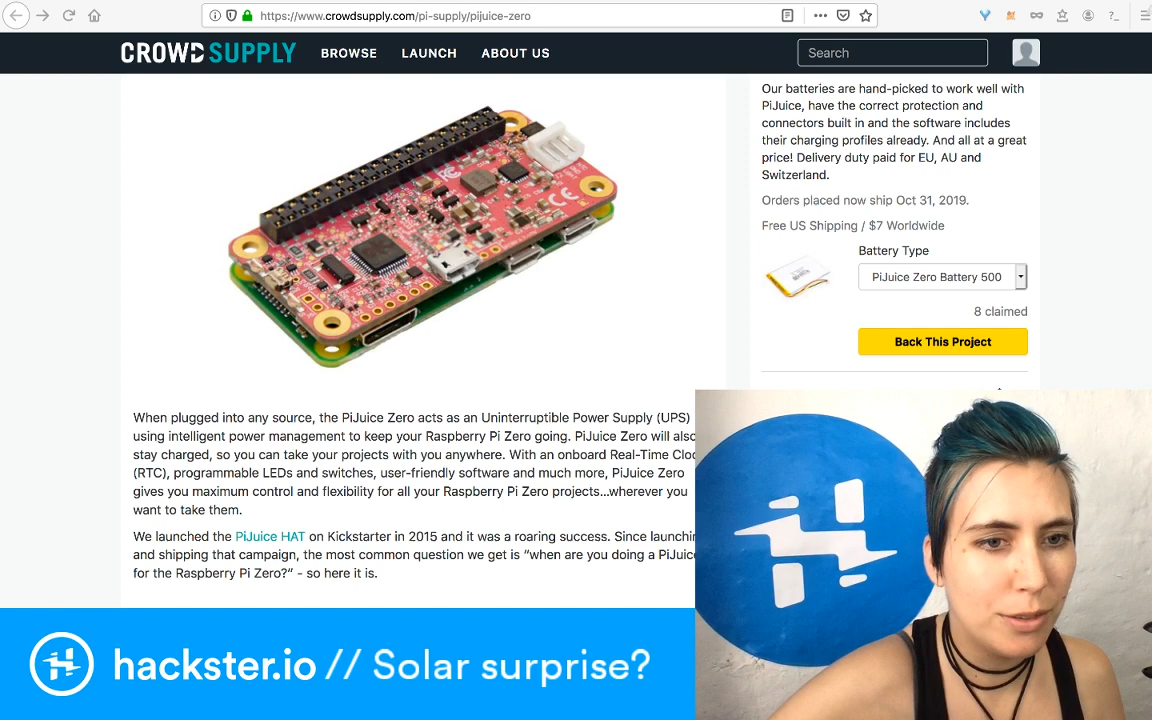 https://www.crowdsupply.com/pi-supply/pijuice-zero
CROWD SUPPLY BROWSE LAUNCH ABOUT US Search
Our batteries are hand-picked to work well with
PiJuice, have the correct protection and
connectors built in and the software includes
their charging profiles already. And all at a great
price! Delivery duty paid for EU, AU and
Switzerland.
Orders placed now ship Oct 31, 2019.
Free US Shipping / $7 Worldwide
Battery Type
PiJuice Zero Battery 500
8 claimed
Back This Project
FC
CE
When plugged into any source, the PiJuice Zero acts as an Uninterruptible Power Supply (UPS)
using intelligent power management to keep your Raspberry Pi Zero going. PiJuice Zero will also
stay charged, so you can take your projects with you anywhere. With an onboard Real-Time Cloc
(RTC), programmable LEDs and switches, user-friendly software and much more, PiJuice Zero
gives you maximum control and flexibility for all your Raspberry Pi Zero projects...wherever you
want to take them.
We launched the PiJuice HAT on Kickstarter in 2015 and it was a roaring success. Since launchin
and shipping that campaign, the most common question we get is “when are you doing a PiJuice
for the Raspberry Pi Zero?” - so here it is.
hackster.io // Solar surprise?